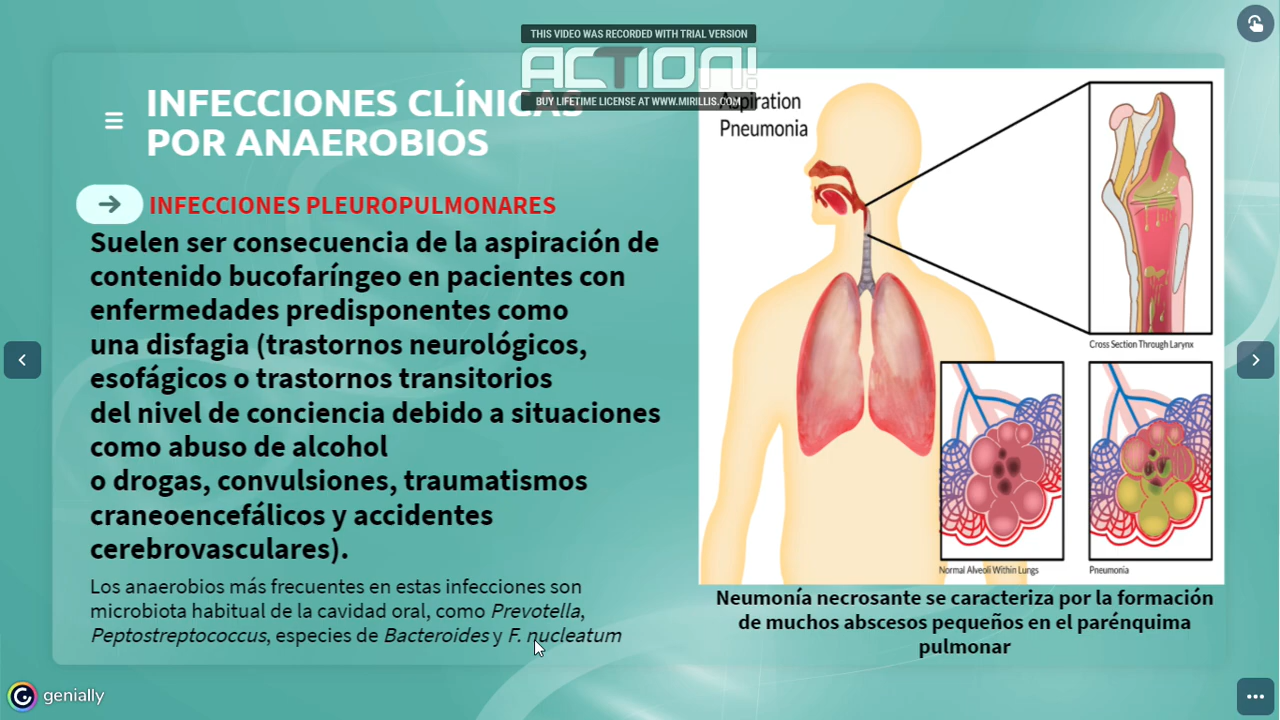 THIS VIDEO WAS RECORDED WITH TRIAL VERSION
ACTION!
BUY LIFETIME LICENSE AT WWW.MIRILLIS.COM
INFECCIONES CLÍNICAS
POR ANAEROBIOS
INFECCIONES PLEUROPULMONARES
Suelen ser consecuencia de la aspiración de
contenido bucofaríngeo en pacientes con
enfermedades predisponentes como
una disfagia (trastornos neurológicos,
esofágicos o trastornos transitorios
del nivel de conciencia debido a situaciones
como abuso de alcohol
o drogas, convulsiones, traumatismos
craneoencefálicos y accidentes
cerebrovasculares).
Los anaerobios más frecuentes en estas infecciones son
microbiota habitual de la cavidad oral, como Prevotella,
Peptostreptococcus, especies de Bacteroides y F. nucleatum
Aspiration
Pneumonia
Cross Section Through Larynx
Normal Alveoli Within Lungs
Pneumonia
Neumonía necrosante se caracteriza por la formación
de muchos abscesos pequeños en el parénquima
pulmonar
genially